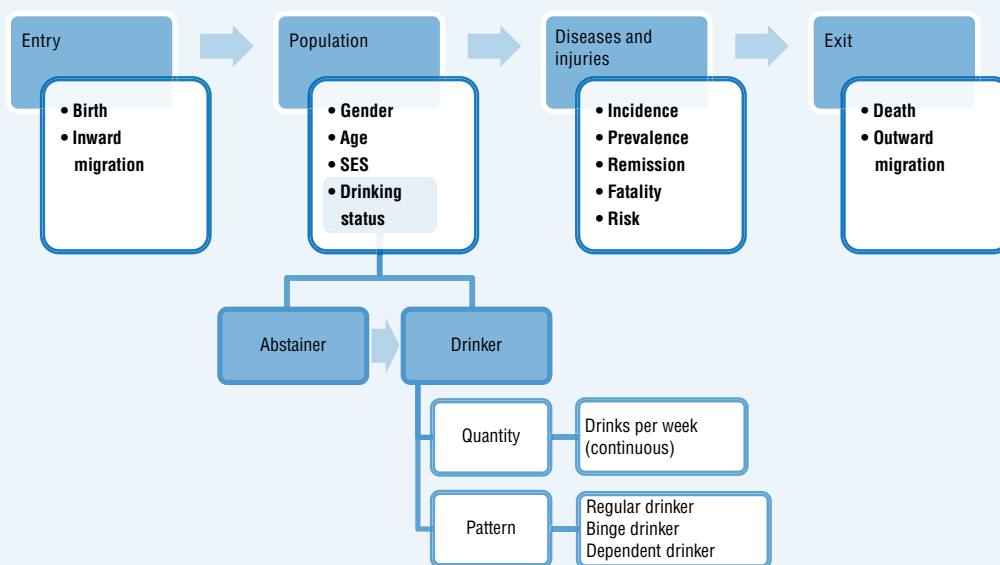 Entry
• Birth
• Inward
migration
Population
• Gender
• Age
• SES
• Drinking
status
Diseases and
injuries
• Incidence
• Prevalence
• Remission
• Fatality
• Risk
Exit
• Death
• Outward
migration
Abstainer
Drinker
Quantity
Drinks per week
(continuous)
Pattern
Regular drinker
Binge drinker
Dependent drinker